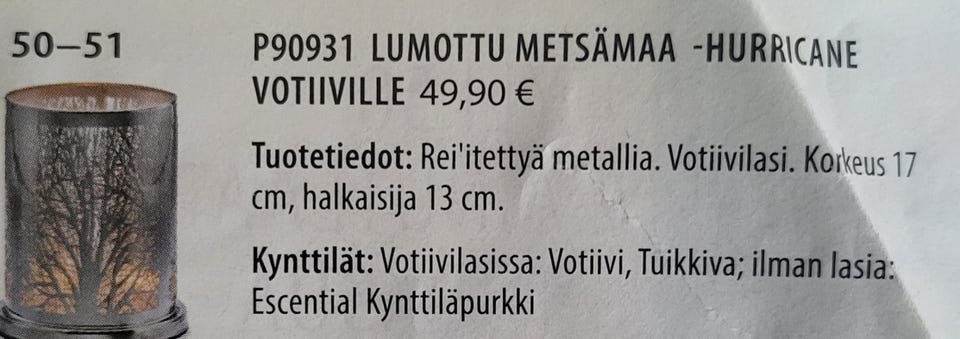 50–51
P90931 LUMOTTU METSÄMAA -HURRICANE
VOTIIVILLE 49,90 €
Tuotetiedot: Rei'itettyä metallia. Votiivilasi. Korkeus 17
cm, halkaisija 13 cm.
Kynttilät: Votiivilasissa: Votiivi, Tuikkiva; ilman lasia:
Escential Kynttiläpurkki